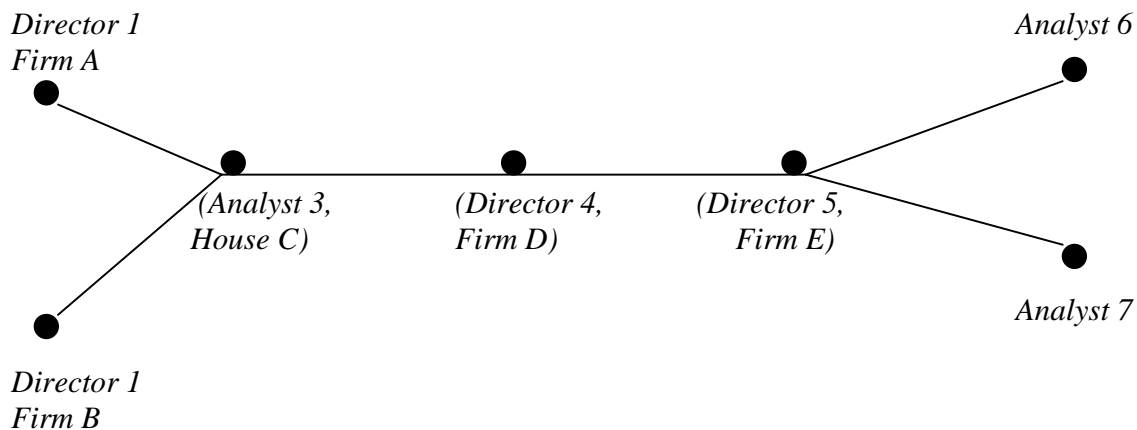 Director 1
Firm A
Analyst 6
(Analyst 3,
House C)
(Director 4,
Firm D)
(Director 5,
Firm E)
Analyst 7
Director 1
Firm B